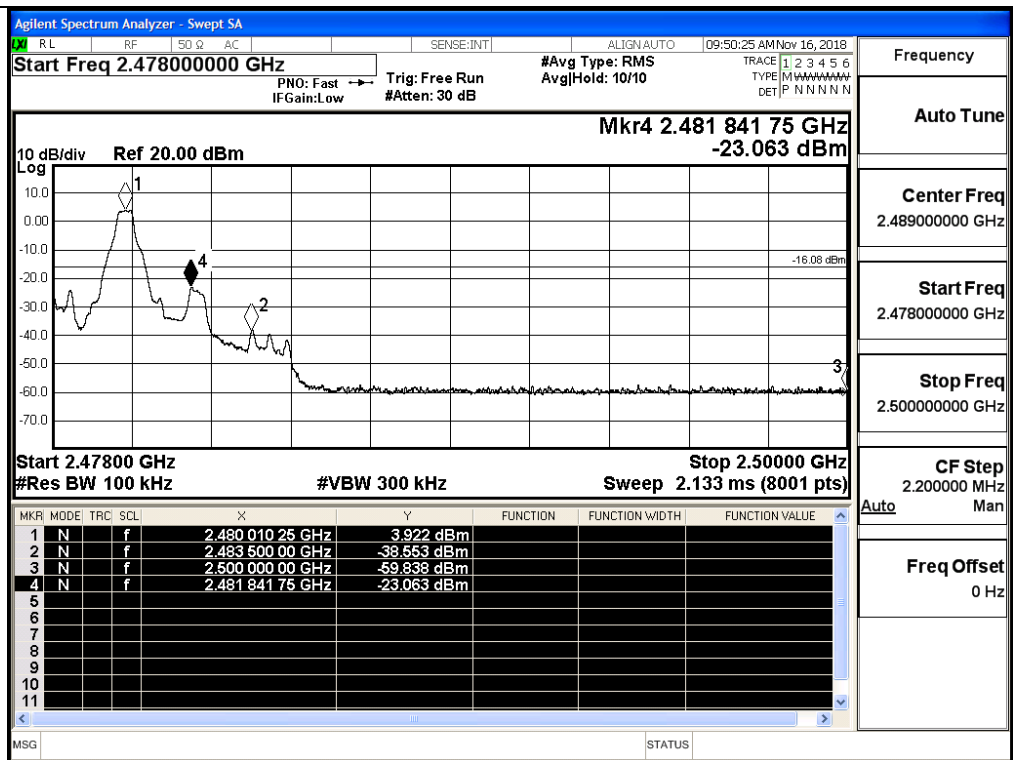 Agilent Spectrum Analyzer - Swept SA
LXI RL RF 50 Ω AC SENSE:INT ALIGN AUTO 09:50:25 AM Nov 16, 2018
Start Freq 2.478000000 GHz
PNO: Fast
IFGain:Low
Trig: Free Run
#Atten: 30 dB
#Avg Type: RMS
Avg|Hold: 10/10
TRACE 1 2 3 4 5 6
TYPE M WWWWW
DET P N N N N N
Mkr4 2.481 841 75 GHz
-23.063 dBm
10 dB/div Ref 20.00 dBm
Log
10.0
0.00
-10.0
-20.0
-30.0
-40.0
-50.0
-60.0
-70.0
1
4
2
3
-16.08 dBm
Start 2.47800 GHz Stop 2.50000 GHz
#Res BW 100 kHz #VBW 300 kHz Sweep 2.133 ms (8001 pts)
MKR MODE TRC SCL X Y FUNCTION FUNCTION WIDTH FUNCTION VALUE
1 N f 2.480 010 25 GHz 3.922 dBm
2 N f 2.483 500 00 GHz -38.553 dBm
3 N f 2.500 000 00 GHz -59.838 dBm
4 N f 2.481 841 75 GHz -23.063 dBm
5
6
7
8
9
10
11
MSG STATUS
Frequency
Auto Tune
Center Freq
2.489000000 GHz
Start Freq
2.478000000 GHz
Stop Freq
2.500000000 GHz
CF Step
2.200000 MHz
Auto Man
Freq Offset
0 Hz